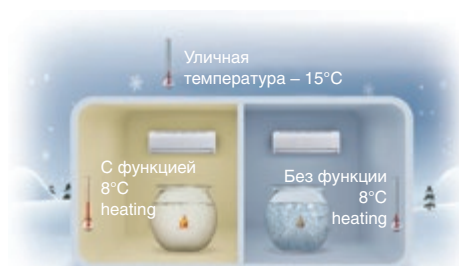 Уличная
температура – 15°C
С функцией
8°C
heating
Без функции
8°C
heating